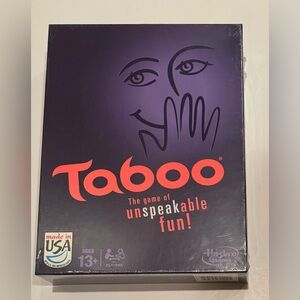 Taboo®
The game of
unspeakable
fun!
made in
USA
AGES
13+
Hasbro
Gaming